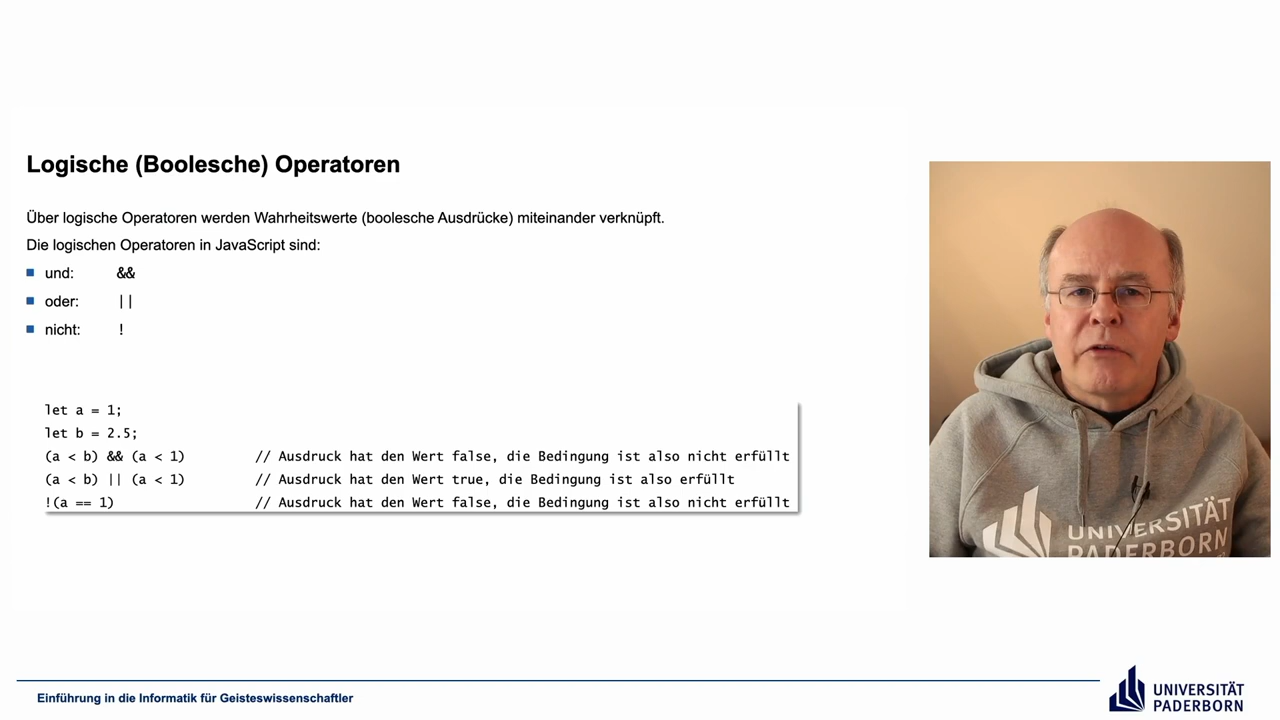 Logische (Boolesche) Operatoren
Über logische Operatoren werden Wahrheitswerte (boolesche Ausdrücke) miteinander verknüpft.
Die logischen Operatoren in JavaScript sind:
und: &&
oder: ||
nicht: !
let a = 1;
let b = 2.5;
(a < b) && (a < 1) // Ausdruck hat den Wert false, die Bedingung ist also nicht erfüllt
(a < b) || (a < 1) // Ausdruck hat den Wert true, die Bedingung ist also erfüllt
!(a == 1) // Ausdruck hat den Wert false, die Bedingung ist also nicht erfüllt
UNIVERSITÄT
PADERBORN
Einführung in die Informatik für Geisteswissenschaftler
UNIVERSITÄT
PADERBORN